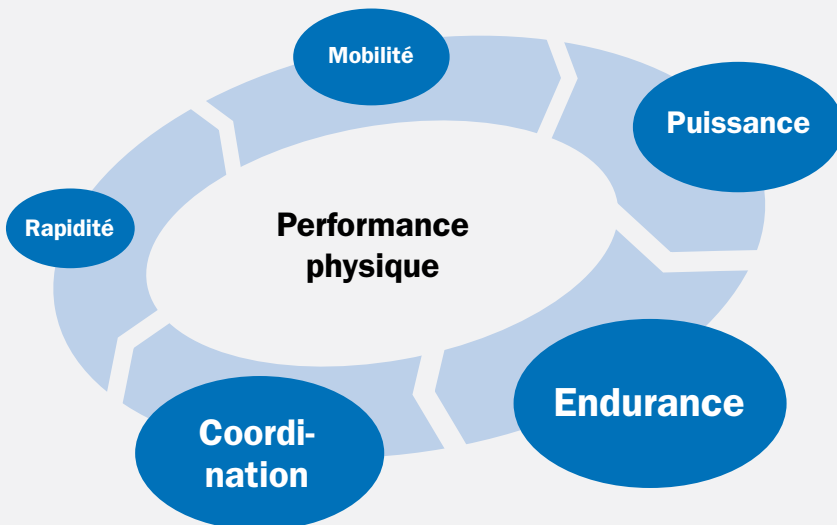 Mobilité
Puissance
Rapidité
Performance
physique
Endurance
Coordi-
nation